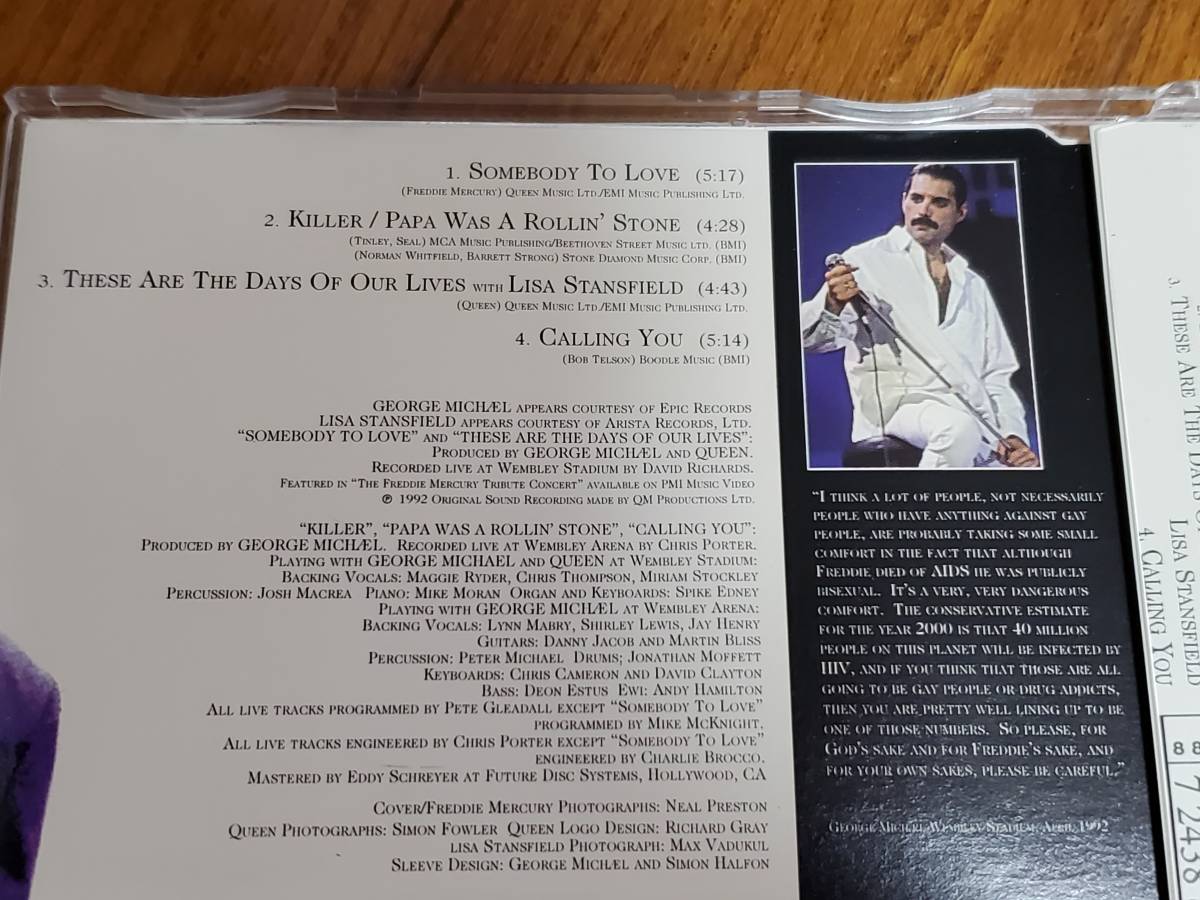 1. SOMEBODY TO LOVE (5:17)
(FREDDIE MERCURY) QUEEN MUSIC LTD./EMI MUSIC PUBLISHING LTD.
2. KILLER / PAPA WAS A ROLLIN' STONE (4:28)
(TINLEY, SEAL) MCA MUSIC PUBLISHING/BEETHOVEN STREET MUSIC LTD. (BMI)
(NORMAN WHITFIELD, BARRETT STRONG) STONE DIAMOND MUSIC CORP. (BMI)
3. THESE ARE THE DAYS OF OUR LIVES WITH LISA STANSFIELD (4:43)
(QUEEN) QUEEN MUSIC LTD./EMI MUSIC PUBLISHING LTD.
4. CALLING YOU (5:14)
(BOB TELSON) BOODLE MUSIC (BMI)
GEORGE MICHÆL APPEARS COURTESY OF EPIC RECORDS
LISA STANSFIELD APPEARS COURTESY OF ARISTA RECORDS, LTD.
"SOMEBODY TO LOVE" AND "THESE ARE THE DAYS OF OUR LIVES":
PRODUCED BY GEORGE MICHÆL AND QUEEN.
RECORDED LIVE AT WEMBLEY STADIUM BY DAVID RICHARDS.
FEATURED IN "THE FREDDIE MERCURY TRIBUTE CONCERT" AVAILABLE ON PMI MUSIC VIDEO
℗ 1992 ORIGINAL SOUND RECORDING MADE BY QM PRODUCTIONS LTD.
"KILLER", "PAPA WAS A ROLLIN' STONE", "CALLING YOU":
PRODUCED BY GEORGE MICHÆL. RECORDED LIVE AT WEMBLEY ARENA BY CHRIS PORTER.
PLAYING WITH GEORGE MICHAEL AND QUEEN AT WEMBLEY STADIUM:
BACKING VOCALS: MAGGIE RYDER, CHRIS THOMPSON, MIRIAM STOCKLEY
PERCUSSION: JOSH MACREA PIANO: MIKE MORAN ORGAN AND KEYBOARDS: SPIKE EDNEY
PLAYING WITH GEORGE MICHÆL AT WEMBLEY ARENA:
BACKING VOCALS: LYNN MABRY, SHIRLEY LEWIS, JAY HENRY
GUITARS: DANNY JACOB AND MARTIN BLISS
PERCUSSION: PETER MICHAEL DRUMS; JONATHAN MOFFETT
KEYBOARDS: CHRIS CAMERON AND DAVID CLAYTON
BASS: DEON ESTUS EWI: ANDY HAMILTON
ALL LIVE TRACKS PROGRAMMED BY PETE GLEADALL EXCEPT "SOMEBODY TO LOVE"
PROGRAMMED BY MIKE MCKNIGHT.
ALL LIVE TRACKS ENGINEERED BY CHRIS PORTER EXCEPT "SOMEBODY TO LOVE"
ENGINEERED BY CHARLIE BROCCO.
MASTERED BY EDDY SCHREYER AT FUTURE DISC SYSTEMS, HOLLYWOOD, CA
COVER/FREDDIE MERCURY PHOTOGRAPHS: NEAL PRESTON
QUEEN PHOTOGRAPHS: SIMON FOWLER QUEEN LOGO DESIGN: RICHARD GRAY
LISA STANSFIELD PHOTOGRAPH: MAX VADUKUL
SLEEVE DESIGN: GEORGE MICHÆL AND SIMON HALFON
"I THINK A LOT OF PEOPLE, NOT NECESSARILY
PEOPLE WHO HAVE ANYTHING AGAINST GAY
PEOPLE, ARE PROBABLY TAKING SOME SMALL
COMFORT IN THE FACT THAT ALTHOUGH
FREDDIE DIED OF AIDS HE WAS PUBLICLY
BISEXUAL. IT'S A VERY, VERY DANGEROUS
COMFORT. THE CONSERVATIVE ESTIMATE
FOR THE YEAR 2000 IS THAT 40 MILLION
PEOPLE ON THIS PLANET WILL BE INFECTED BY
HIV, AND IF YOU THINK THAT THOSE ARE ALL
GOING TO BE GAY PEOPLE OR DRUG ADDICTS,
THEN YOU ARE PRETTY WELL LINING UP TO BE
ONE OF THOSE NUMBERS. SO PLEASE, FOR
GOD'S SAKE AND FOR FREDDIE'S SAKE, AND
FOR YOUR OWN SAKES, PLEASE BE CAREFUL."
GEORGE MICHÆL WEMBLEY STADIUM, APRIL 1992
3. THESE ARE THE DAYS O
LISA STANSFIELD
4. CALLING YOU
8 8
7 2438